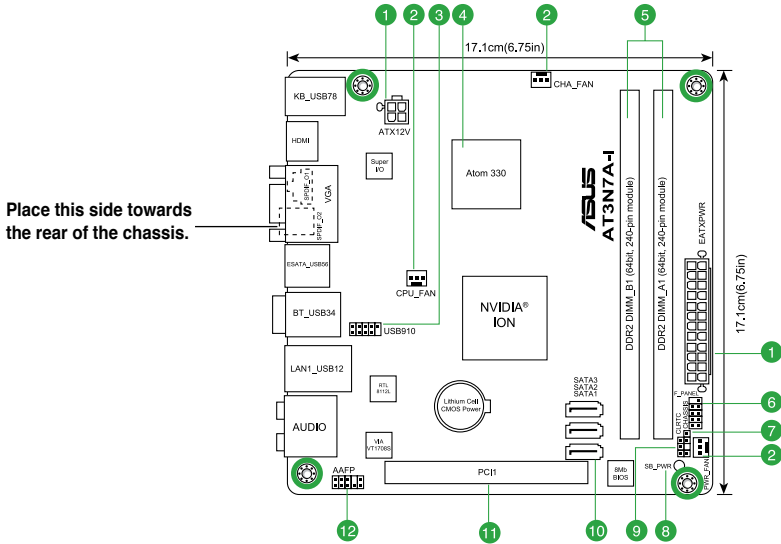 1 2 3 4 2 5
17.1cm(6.75in)
KB_USB78
ATX12V
CHA_FAN
HDMI
Super
I/O
Atom 330
SPDIF_O1
VGA
SPDIF_O2
Place this side towards
the rear of the chassis.
ASUS
AT3N7A-I
DDR2 DIMM_B1 (64bit, 240-pin module)
DDR2 DIMM_A1 (64bit, 240-pin module)
EATXPWR
17.1cm(6.75in)
ESATA_USB56
2
CPU_FAN
BT_USB34
USB910
3
NVIDIA®
ION
1
LAN1_USB12
RTL
8112L
Lithium Cell
CMOS Power
SATA3
SATA2
SATA1
F_PANEL
6
CHASSIS
CLRTC
7
AUDIO
VIA
VT1708S
2
PWR_FAN
SB_PWR
8Mb
BIOS
PCI1
AAFP
12 11 10 9 8